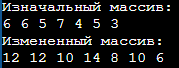 Изначальный массив:
6 6 5 7 4 5 3
Измененный массив:
12 12 10 14 8 10 6